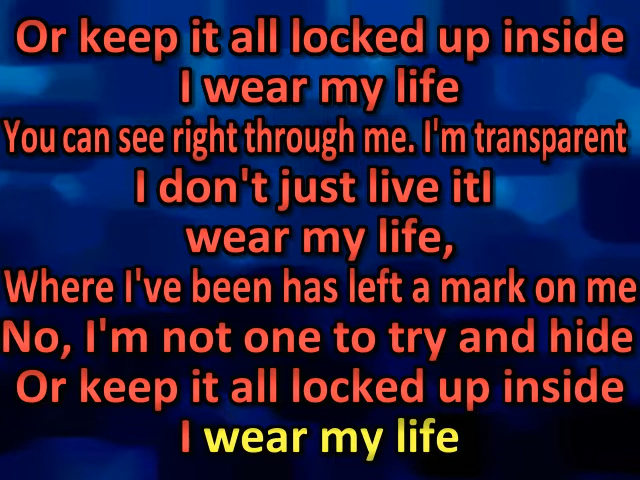 Or keep it all locked up inside
I wear my life
You can see right through me. I'm transparent
I don't just live itI
wear my life,
Where I've been has left a mark on me
No, I'm not one to try and hide
Or keep it all locked up inside
I wear my life